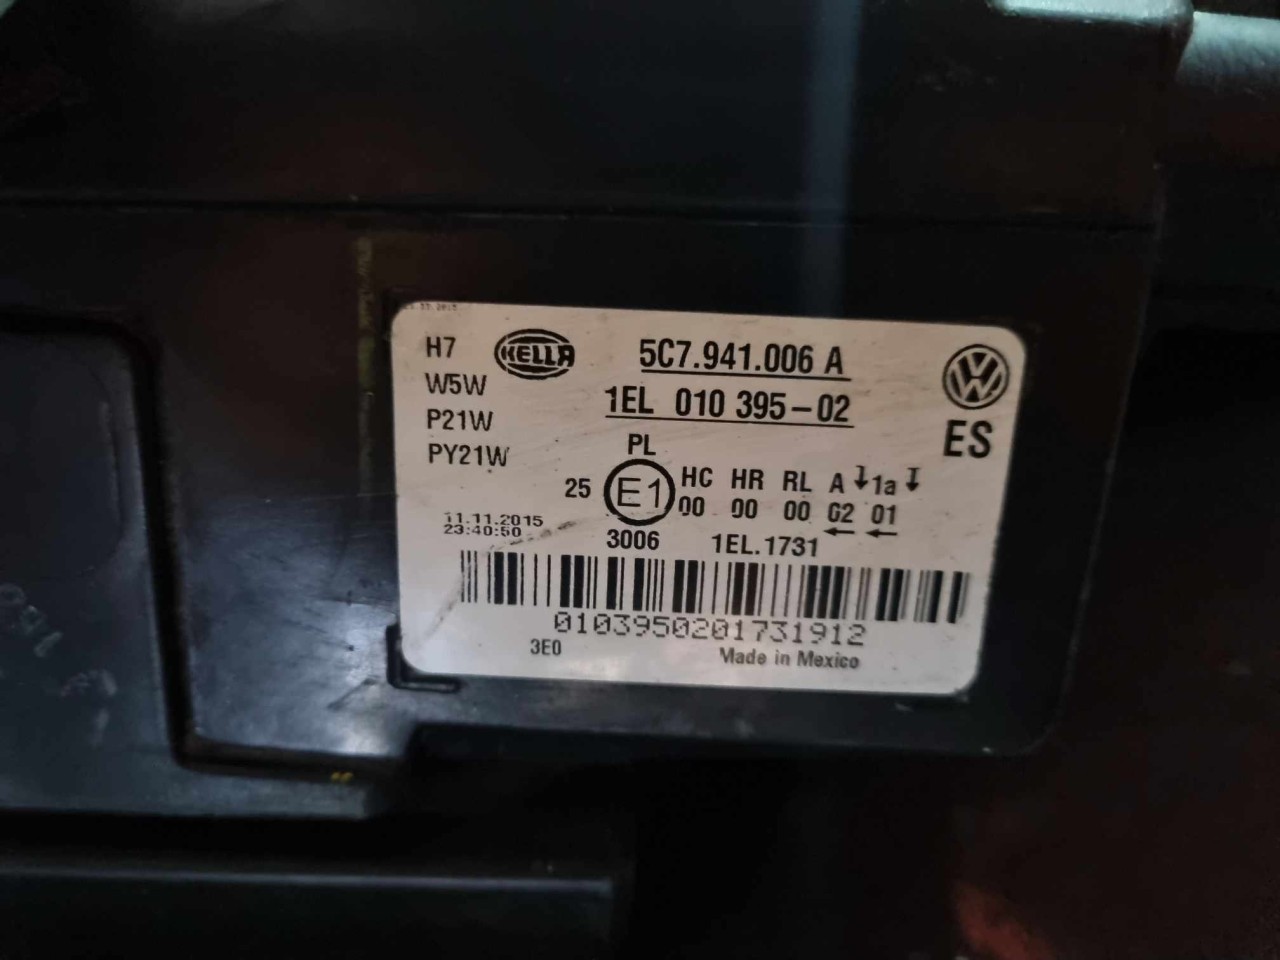 H7
HELLA
5C7.941.006 A
W5W
1EL 010 395-02
P21W
PL
ES
PY21W
25 E1 HC HR RL A 1a
00 00 00 02 01
11.11.2015
23:40:50
3006 1EL.1731
0103950201731912
3E0
Made in Mexico